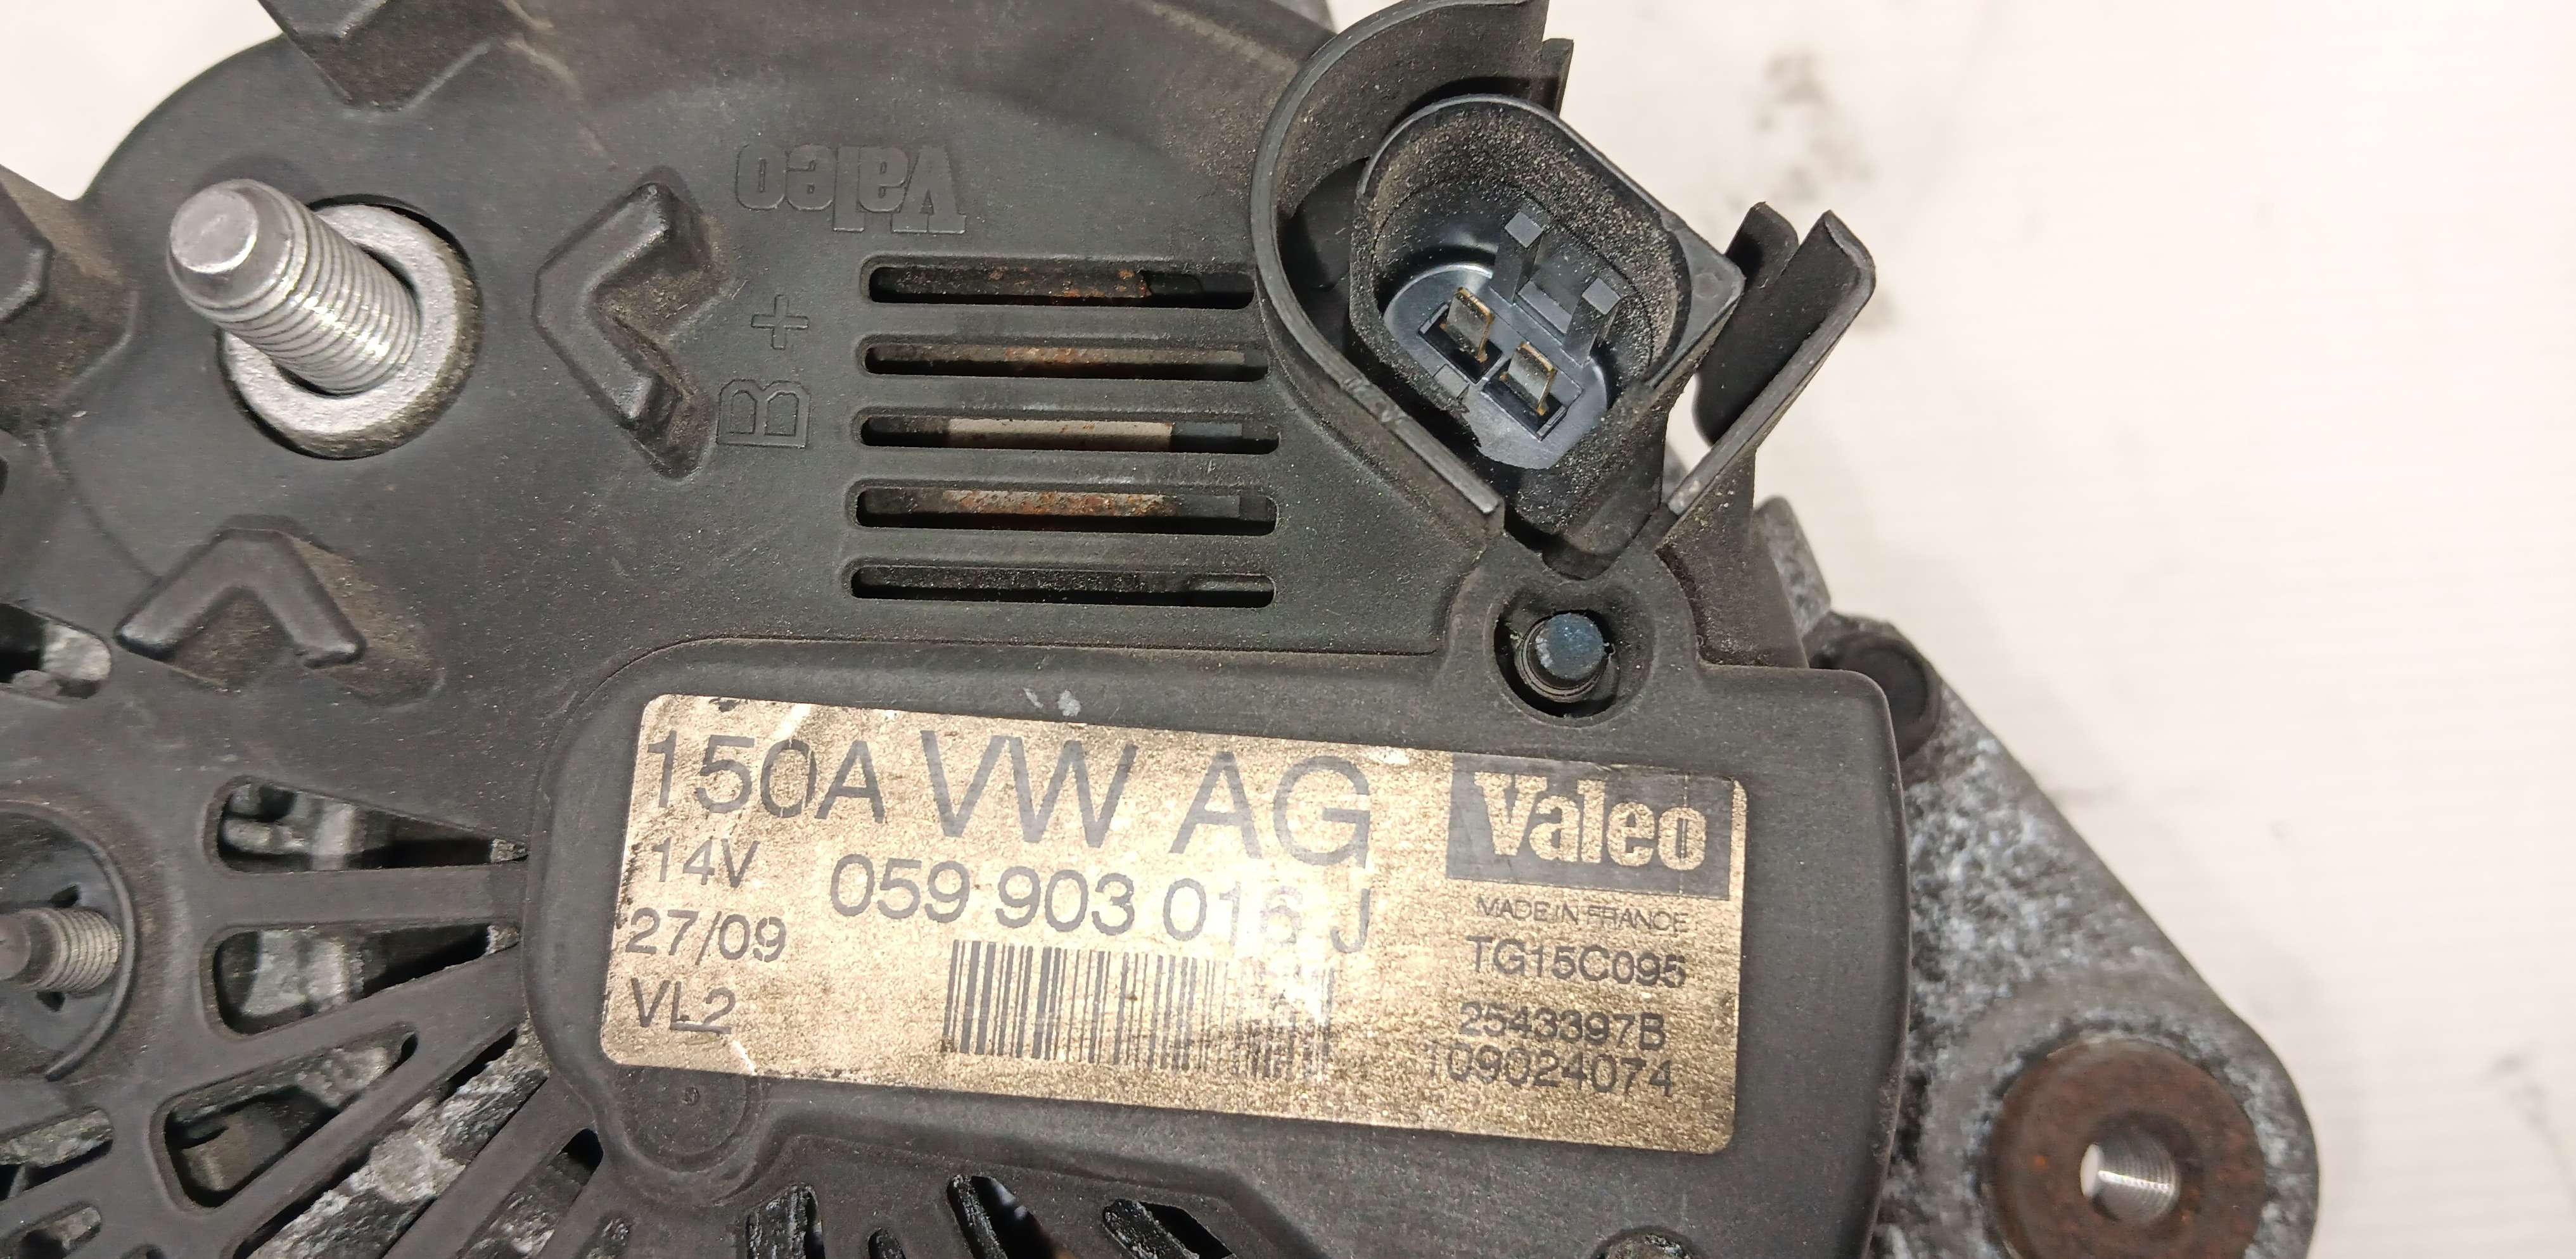 Valeo
B+
150A VW AG Valeo
14V 059 903 016 J MADE IN FRANCE
27/09 TG15C095
VL2 2543397B
109024074